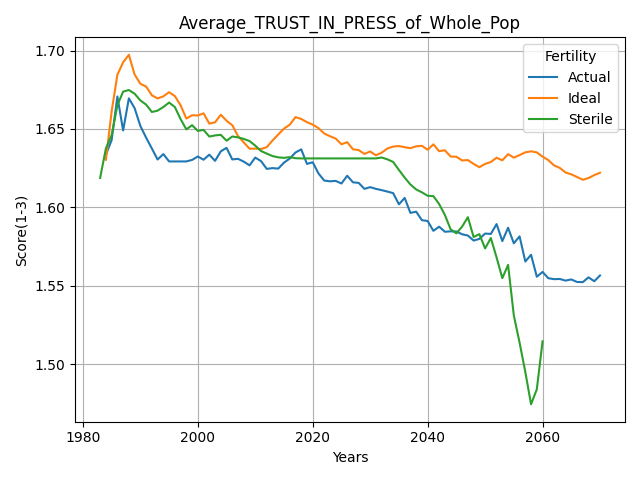 Average_TRUST_IN_PRESS_of_Whole_Pop
Fertility
Actual
Ideal
Sterile
Score(1-3)
1.70
1.65
1.60
1.55
1.50
1980
2000
2020
2040
2060
Years